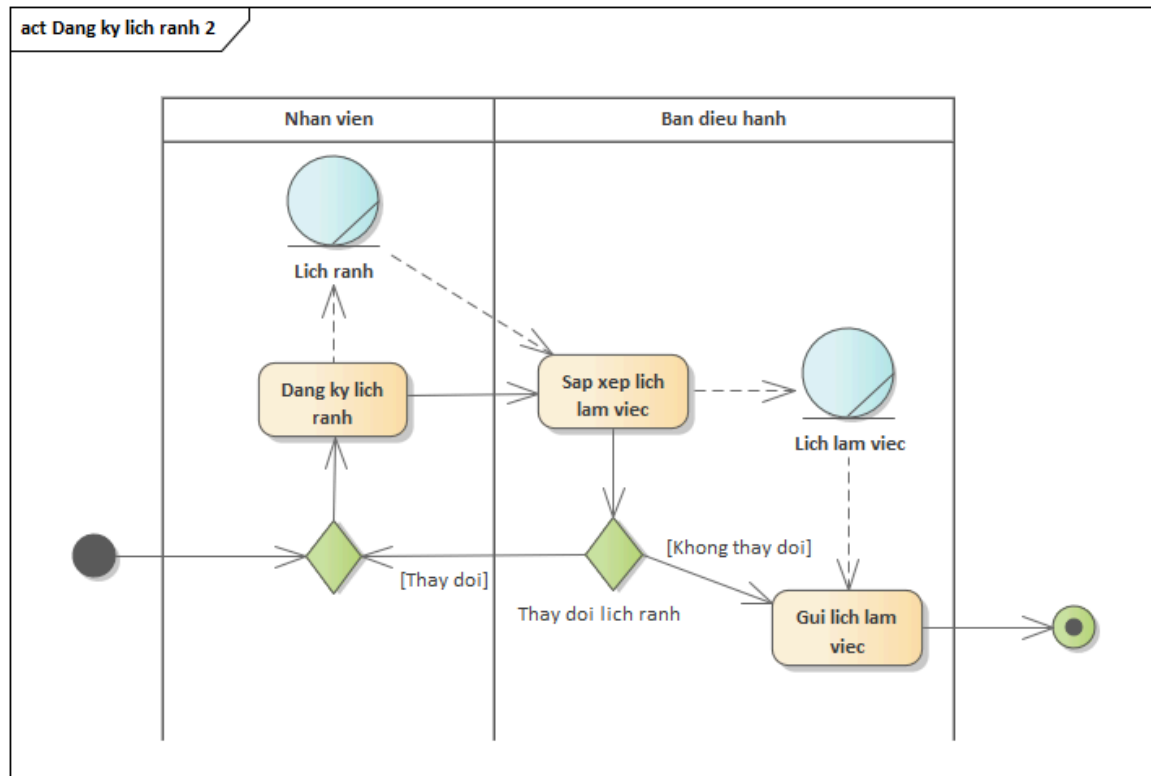 act Dang ky lich ranh 2
Nhan vien
Ban dieu hanh
Lich ranh
Dang ky lich
ranh
Sap xep lich
lam viec
Lich lam viec
[Khong thay doi]
[Thay doi]
Thay doi lich ranh
Gui lich lam
viec